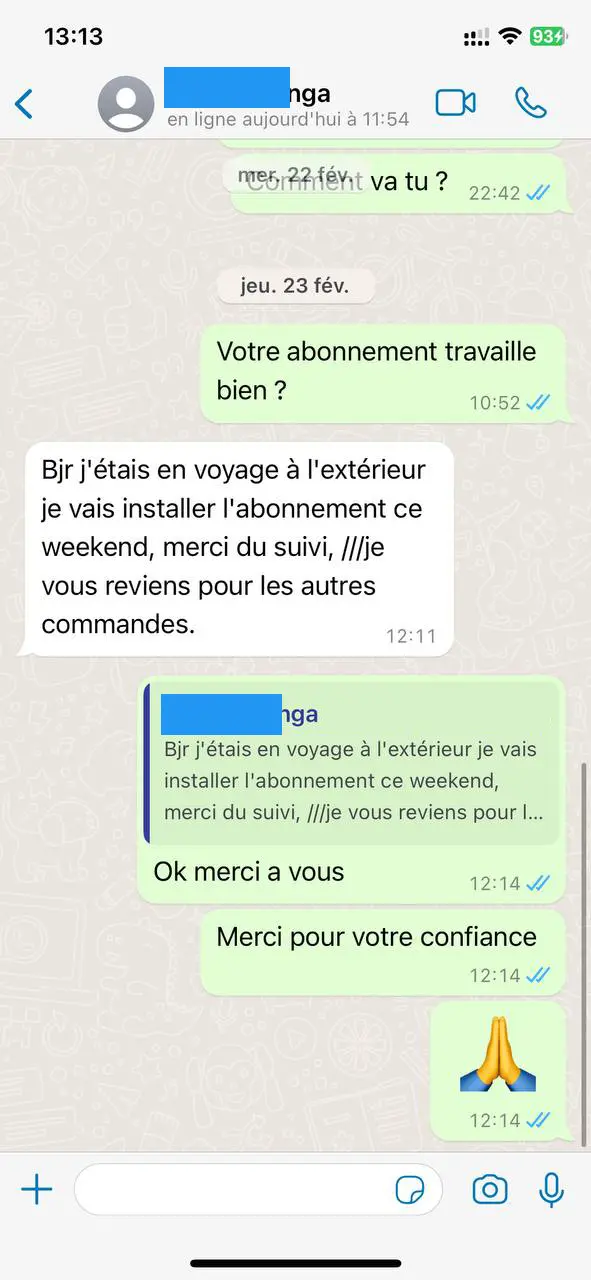 13:13
93
nga
en ligne aujourd'hui à 11:54
mer. 22 fév.
Comment va tu ?
22:42
jeu. 23 fév.
Votre abonnement travaille
bien ?
10:52
Bjr j'étais en voyage à l'extérieur
je vais installer l'abonnement ce
weekend, merci du suivi, ///je
vous reviens pour les autres
commandes.
12:11
nga
Bjr j'étais en voyage à l'extérieur je vais
installer l'abonnement ce weekend,
merci du suivi, ///je vous reviens pour l...
Ok merci a vous
12:14
Merci pour votre confiance
12:14
12:14